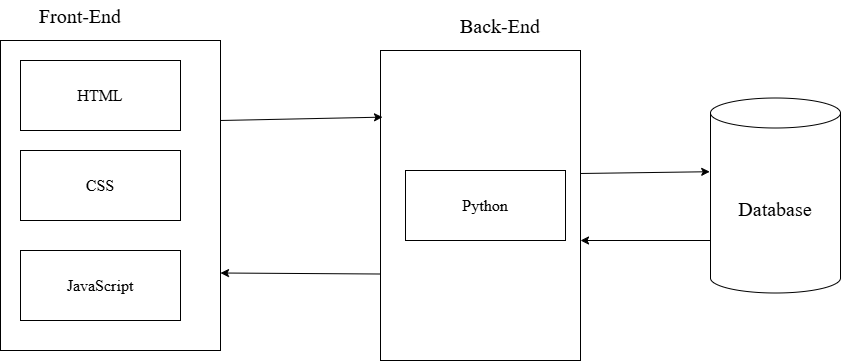 Front-End
HTML
CSS
JavaScript
Back-End
Python
Database